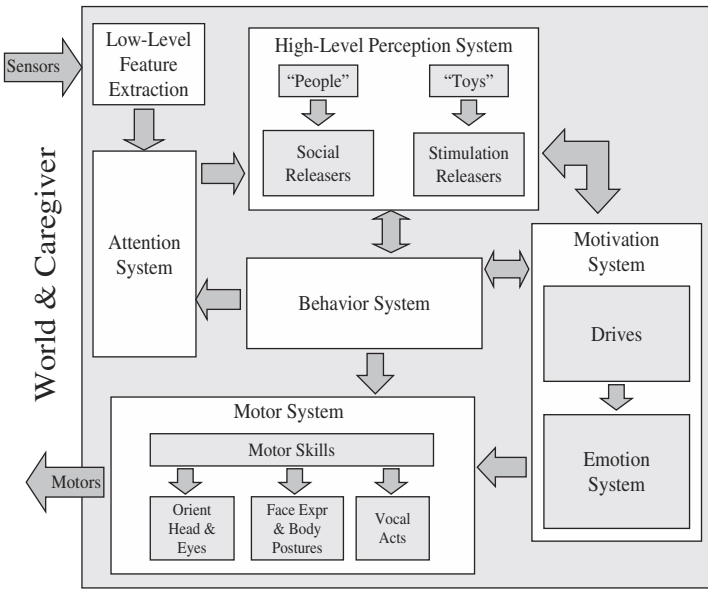 Low-Level
Feature
Extraction
Sensors
High-Level Perception System
“People”
“Toys”
Social
Releasers
Stimulation
Releasers
World & Caregiver
Attention
System
Motivation
System
Behavior System
Drives
Motor System
Motor Skills
Emotion
System
Motors
Orient
Head &
Eyes
Face Expr
& Body
Postures
Vocal
Acts